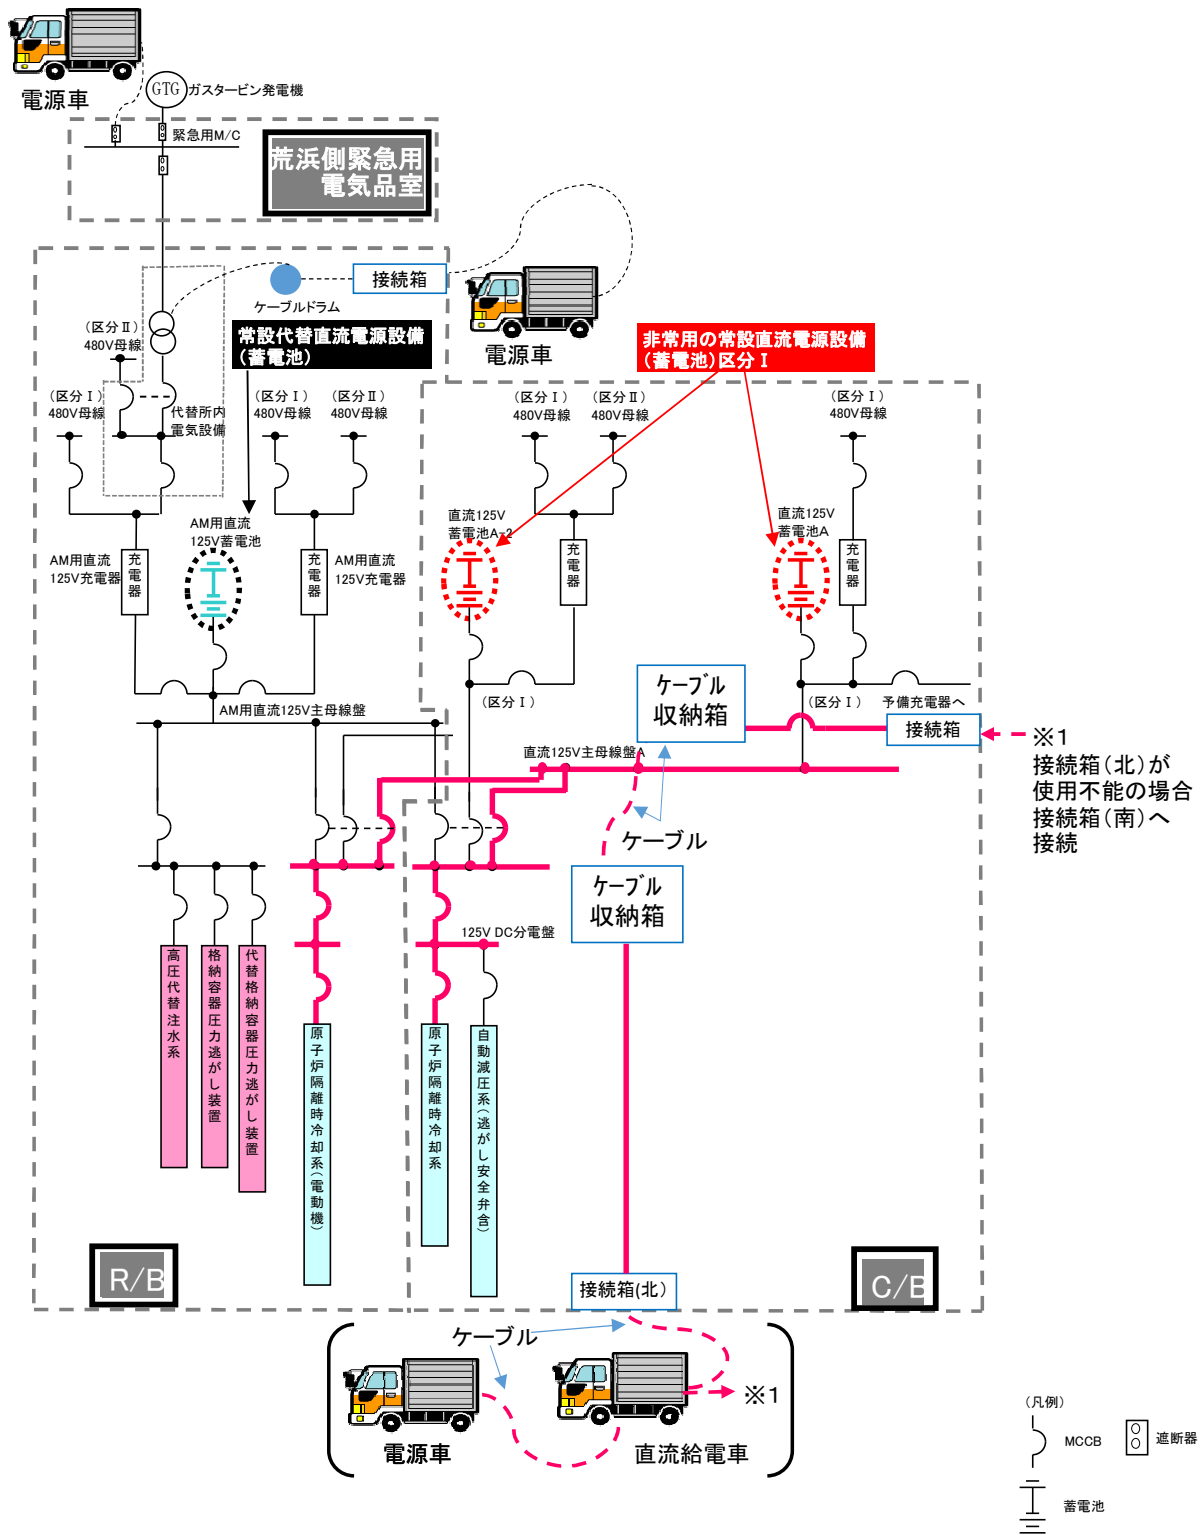 電源車
GTG
ガスタービン発電機
緊急用M/C
荒浜側緊急用
電気品室
接続箱
ケーブルドラム
電源車
(区分Ⅱ)
480V母線
常設代替直流電源設備
(蓄電池)
非常用の常設直流電源設備
(蓄電池)区分Ⅰ
(区分Ⅰ)
480V母線
代替所内
電気設備
(区分Ⅰ)
480V母線
(区分Ⅱ)
480V母線
(区分Ⅰ)
480V母線
(区分Ⅱ)
480V母線
(区分Ⅰ)
480V母線
AM用直流
125V充電器
充電器
AM用直流
125V蓄電池
充電器
AM用直流
125V充電器
直流125V
蓄電池A-2
充電器
直流125V
蓄電池A
充電器
AM用直流125V主母線盤
(区分Ⅰ)
ケーブル
収納箱
(区分Ⅰ)
予備充電器へ
接続箱
直流125V主母線盤A
※1
接続箱(北)が
使用不能の場合
接続箱(南)へ
接続
ケーブル
ケーブル
収納箱
125V DC分電盤
高圧代替注水系
格納容器圧力逃がし装置
代替格納容器圧力逃がし装置
原子炉隔離時冷却系(電動機)
原子炉隔離時冷却系
自動減圧系(逃がし安全弁含)
R/B
接続箱(北)
C/B
ケーブル
※1
電源車
直流給電車
(凡例)
MCCB
遮断器
蓄電池